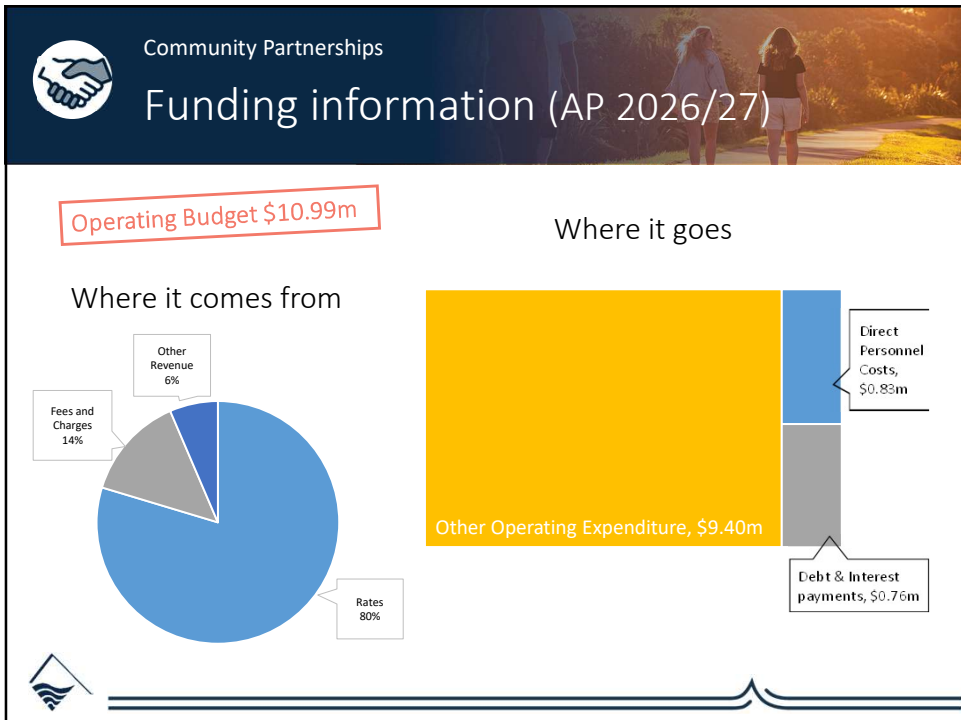 Community Partnerships
Funding information (AP 2026/27)
Operating Budget $10.99m
Where it comes from
Other
Revenue
6%
Fees and
Charges
14%
Rates
80%
Where it goes
Direct
Personnel
Costs,
$0.83m
Other Operating Expenditure, $9.40m
Debt & Interest
payments, $0.76m